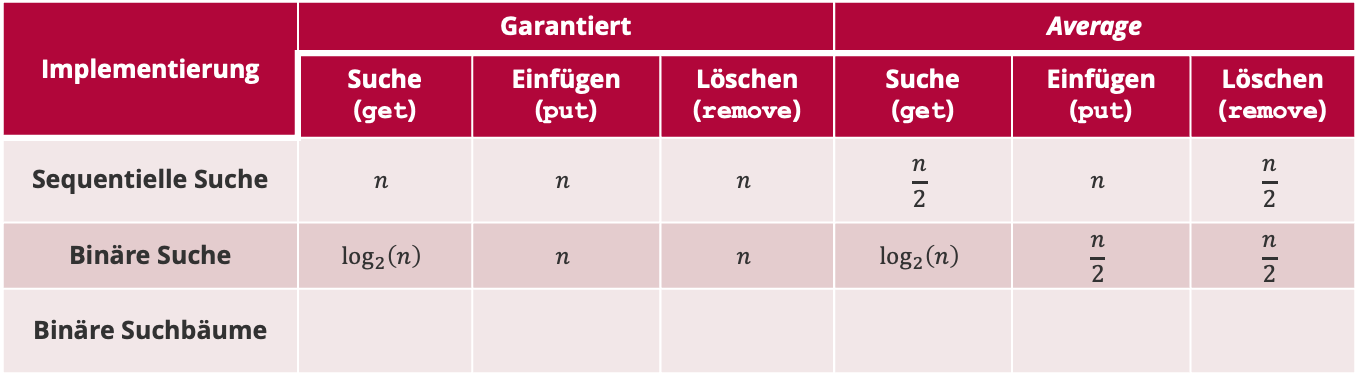 Implementierung
Garantiert
Average
Suche
(get)
Einfügen
(put)
Löschen
(remove)
Suche
(get)
Einfügen
(put)
Löschen
(remove)
Sequentielle Suche
n
n
n
n/2
n
n/2
Binäre Suche
log₂(n)
n
n
log₂(n)
n/2
n/2
Binäre Suchbäume